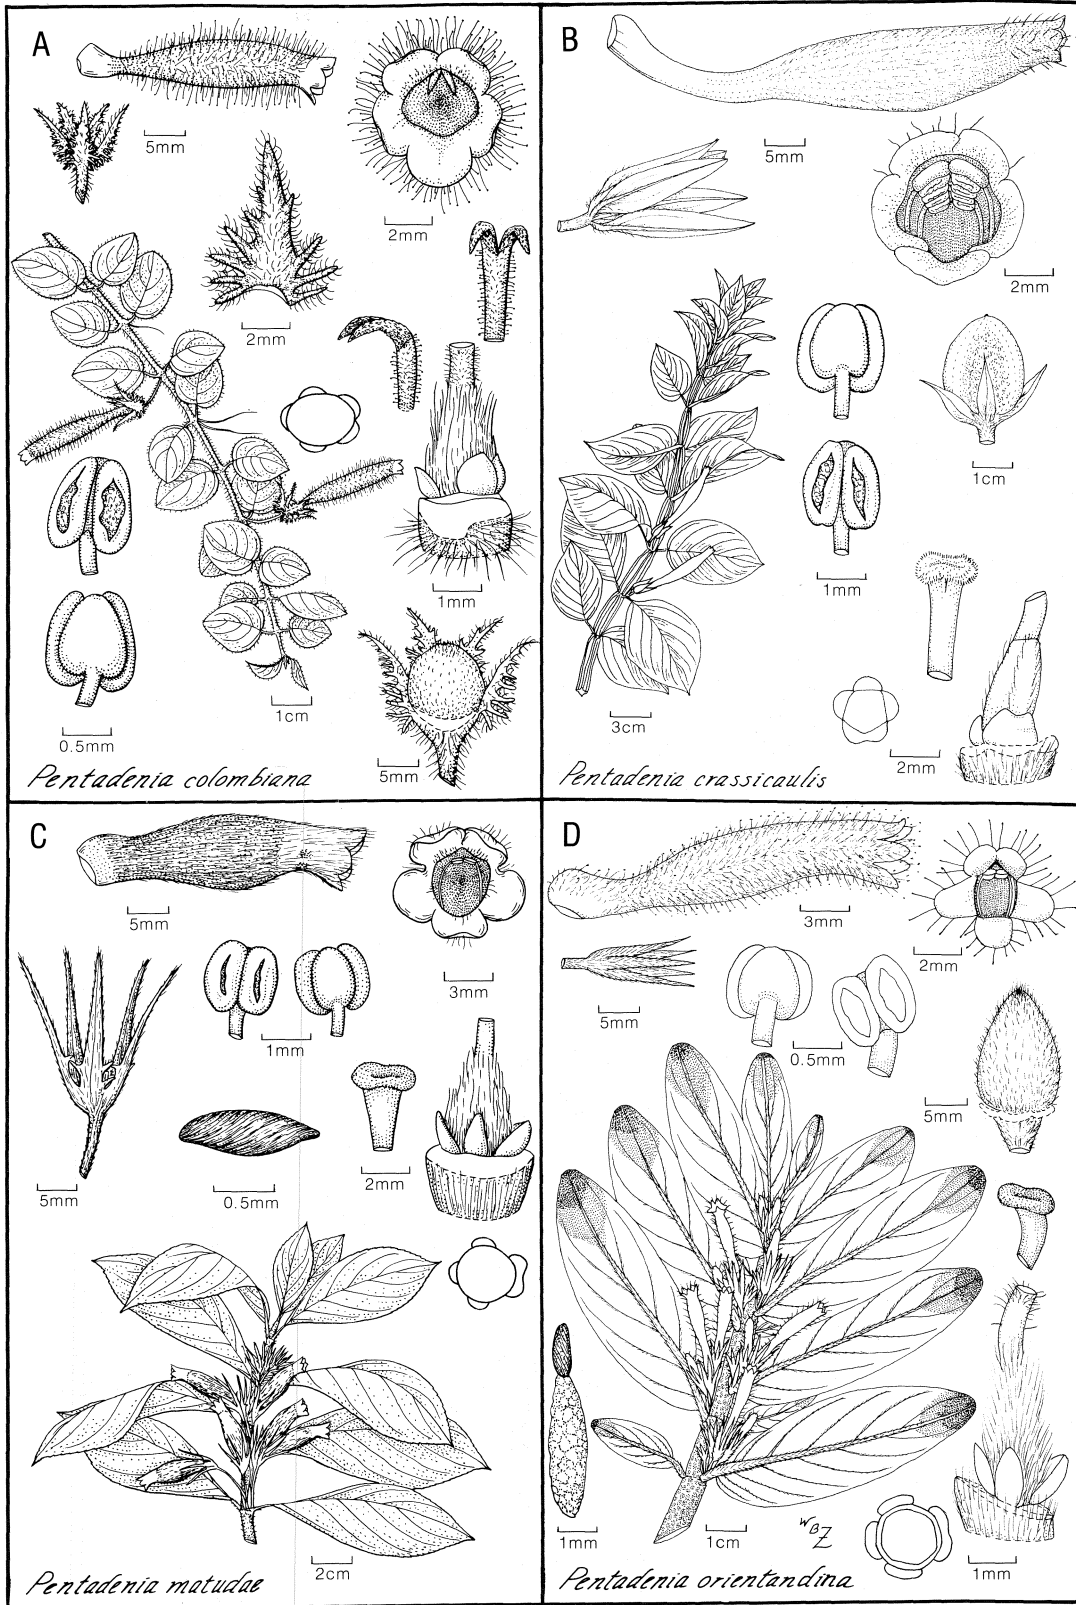 A
5mm
2mm
2mm
1mm
1cm
0.5mm
5mm
Pentadenia colombiana
B
5mm
2mm
1cm
1mm
3cm
2mm
Pentadenia crassicaulis
C
5mm
3mm
1mm
5mm
0.5mm
2mm
2cm
Pentadenia matudae
D
3mm
2mm
5mm
0.5mm
5mm
1mm
1cm
WBZ
1mm
Pentadenia orientandina